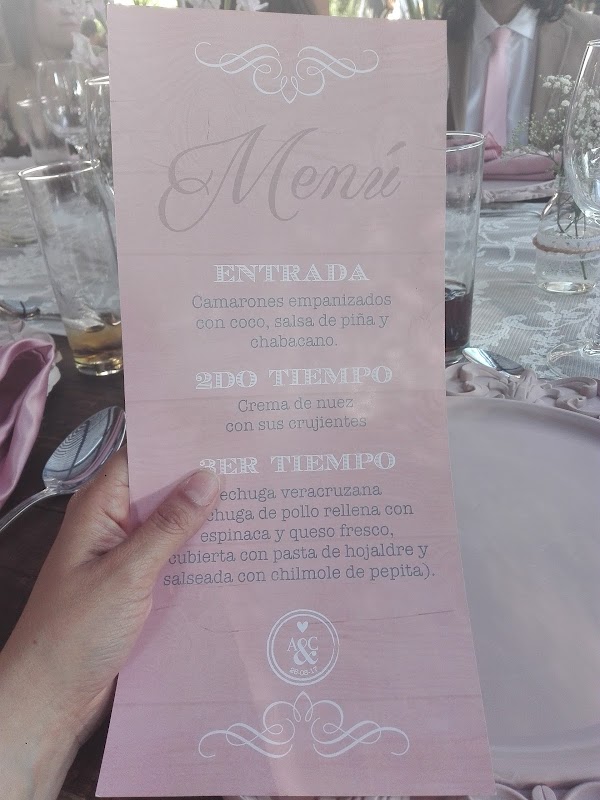 Menú
ENTRADA
Camarones empanizados
con coco, salsa de piña y
chabacano.
2DO TIEMPO
Crema de nuez
con sus crujientes
3ER TIEMPO
veracruzana
de pollo rellena con
espinaca y queso fresco,
cubierta con pasta de hojaldre y
salseada con chilmole de pepita).
A&C